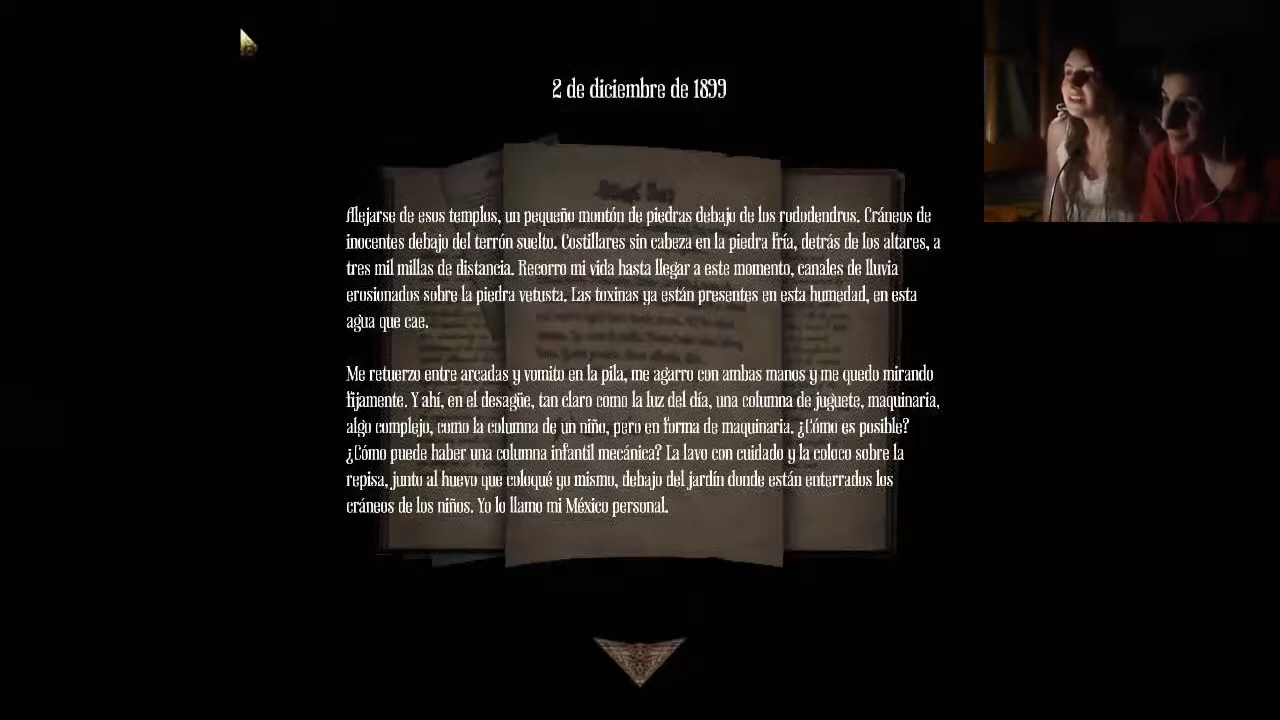 2 de diciembre de 1899
Alejarse de esos templos, un pequeño montón de piedras debajo de los rododendros. Cráneos de
inocentes debajo del terrón suelto. Costillares sin cabeza en la piedra fría, detrás de los altares, a
tres mil millas de distancia. Recorro mi vida hasta llegar a este momento, canales de lluvia
erosionados sobre la piedra vetusta. Las toxinas ya están presentes en esta humedad, en esta
agua que cae.
Me retuerzo entre arcadas y vomito en la pila, me agarro con ambas manos y me quedo mirando
fijamente. Y ahí, en el desagüe, tan claro como la luz del día, una columna de juguete, maquinaria,
algo complejo, como la columna de un niño, pero en forma de maquinaria. ¿Cómo es posible?
¿Cómo puede haber una columna infantil mecánica? La lavo con cuidado y la coloco sobre la
repisa, junto al huevo que coloqué yo mismo, debajo del jardín donde están enterrados los
cráneos de los niños. Yo lo llamo mi México personal.